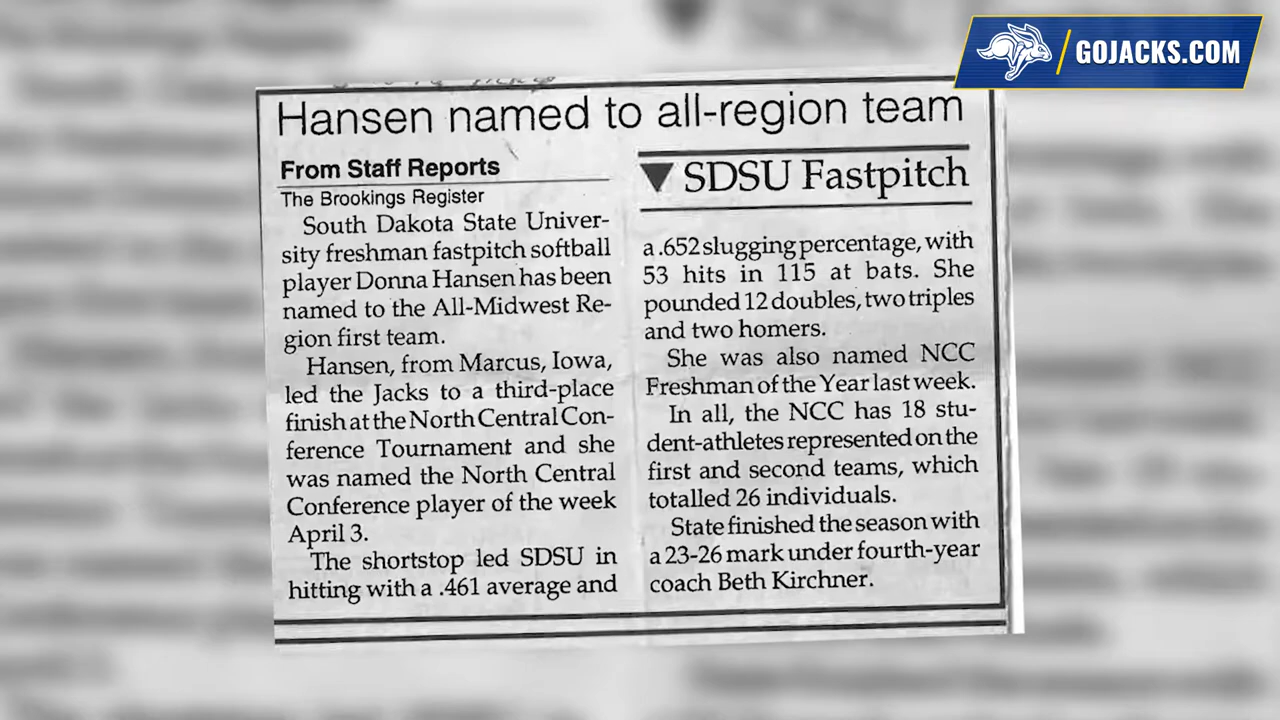 GOJACKS.COM
Hansen named to all-region team
From Staff Reports
The Brookings Register
South Dakota State Univer-
sity freshman fastpitch softball
player Donna Hansen has been
named to the All-Midwest Re-
gion first team.
Hansen, from Marcus, Iowa,
led the Jacks to a third-place
finish at the North Central Con-
ference Tournament and she
was named the North Central
Conference player of the week
April 3.
The shortstop led SDSU in
hitting with a .461 average and
▼ SDSU Fastpitch
a .652 slugging percentage, with
53 hits in 115 at bats. She
pounded 12 doubles, two triples
and two homers.
She was also named NCC
Freshman of the Year last week.
In all, the NCC has 18 stu-
dent-athletes represented on the
first and second teams, which
totalled 26 individuals.
State finished the season with
a 23-26 mark under fourth-year
coach Beth Kirchner.